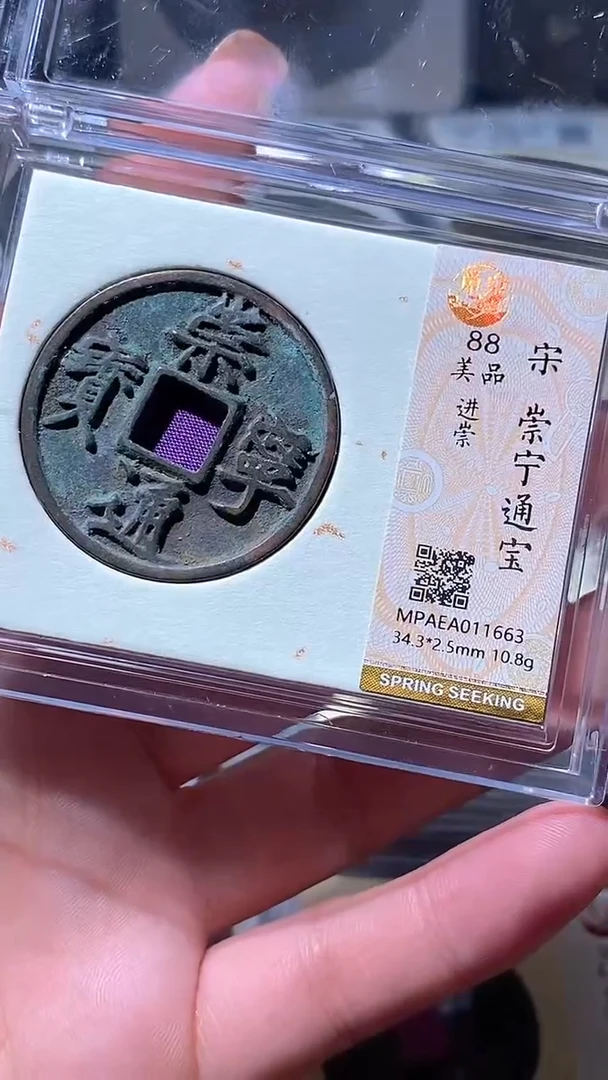 崇寧通寳
宋 崇宁通宝
88
美品
进崇
MPAEA011663
34.3*2.5mm 10.8g
SPRING SEEKING